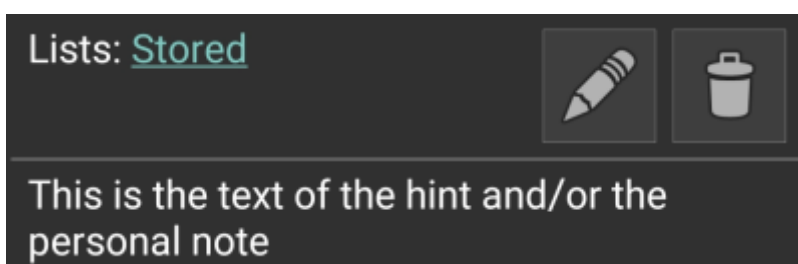 Lists: Stored
This is the text of the hint and/or the
personal note